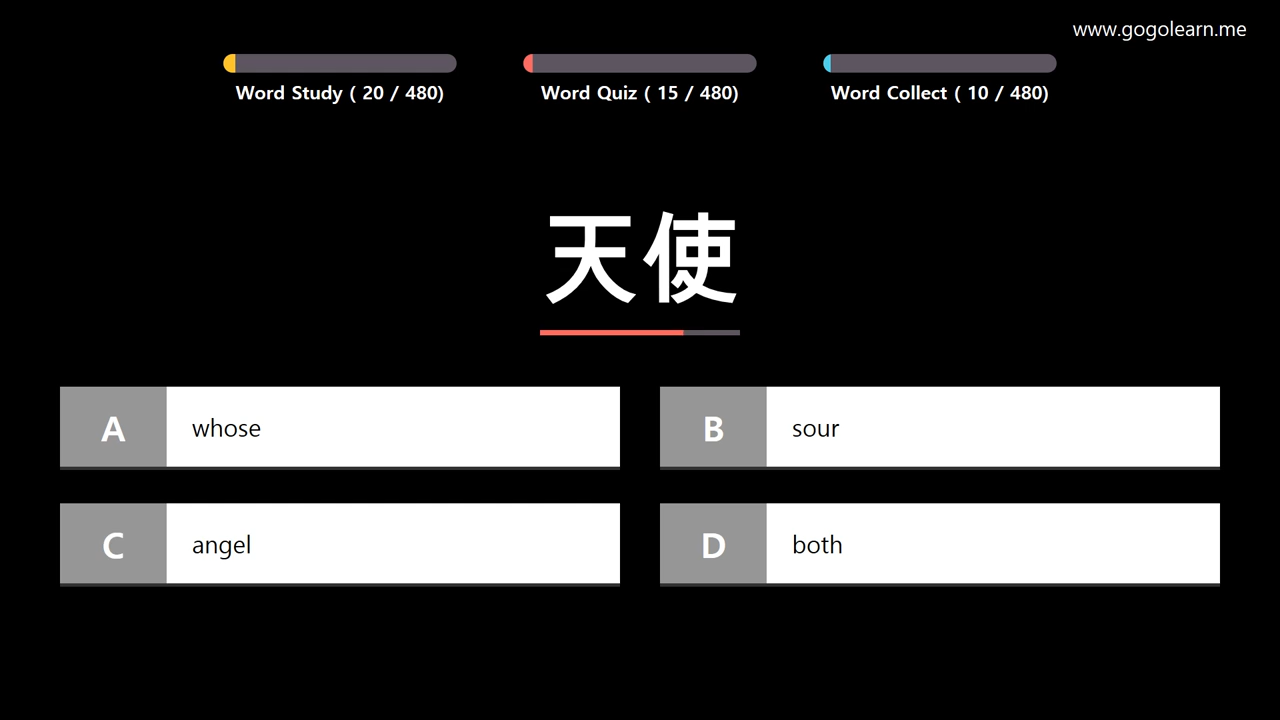 www.gogolearn.me
Word Study ( 20 / 480)
Word Quiz ( 15 / 480)
Word Collect ( 10 / 480)
天使
A whose
B sour
C angel
D both